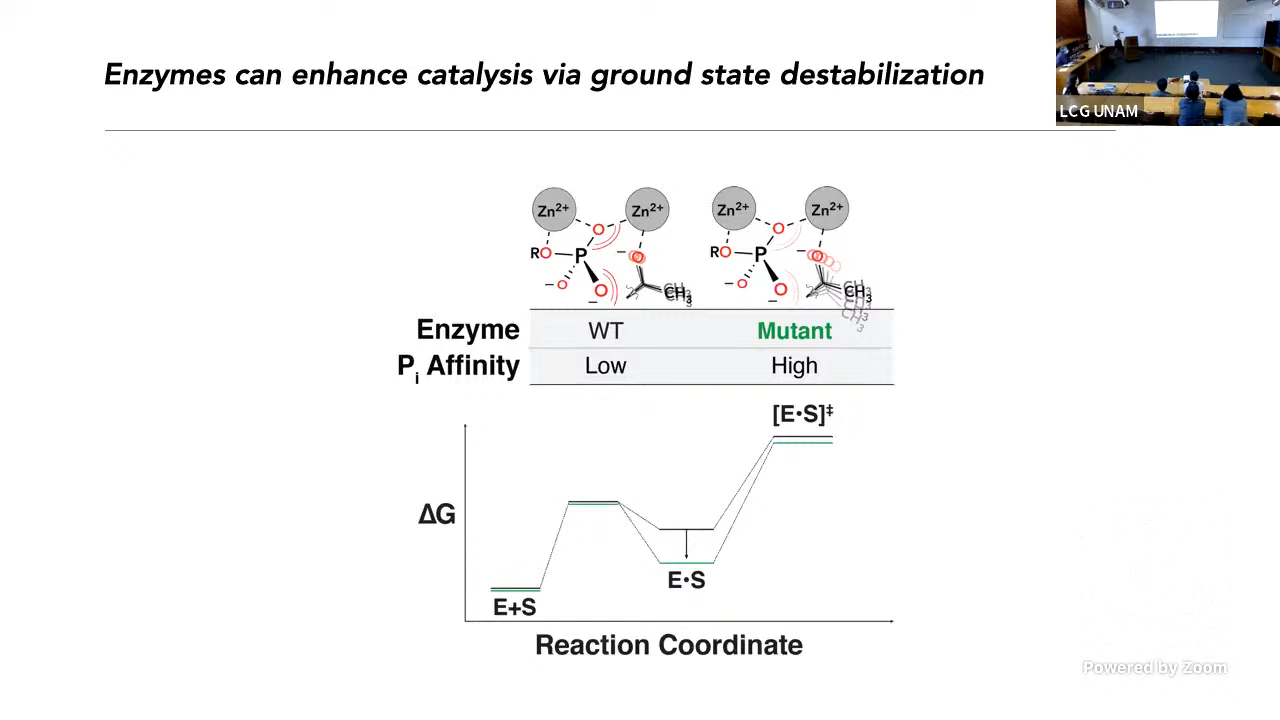 Enzymes can enhance catalysis via ground state destabilization
LCG UNAM
Zn²⁺ Zn²⁺ Zn²⁺ Zn²⁺
O O
RO P − O RO P − O
− O O CH₃ − O O CH₃
− −
Enzyme WT Mutant
Pᵢ Affinity Low High
[E·S]‡
ΔG
E·S
E+S
Reaction Coordinate
Powered by Zoom